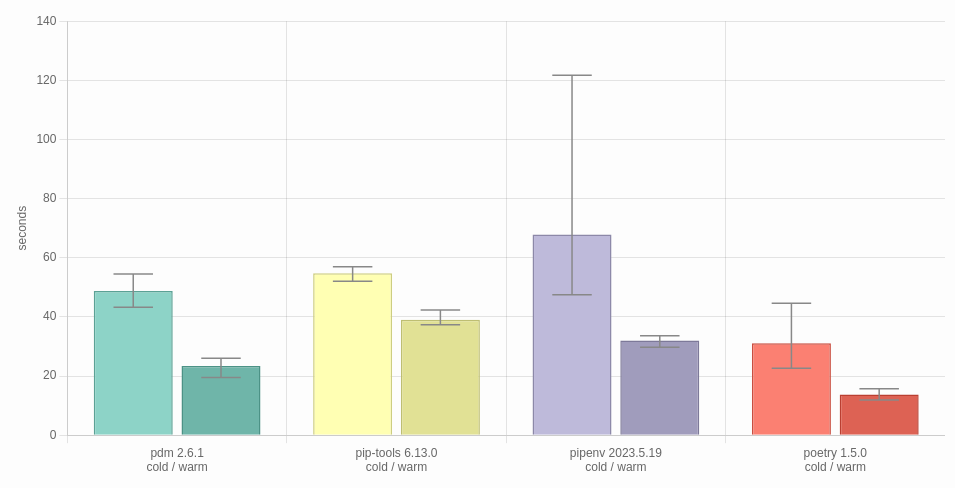 140
120
100
80
60
40
20
0
seconds
pdm 2.6.1
cold / warm
pip-tools 6.13.0
cold / warm
pipenv 2023.5.19
cold / warm
poetry 1.5.0
cold / warm